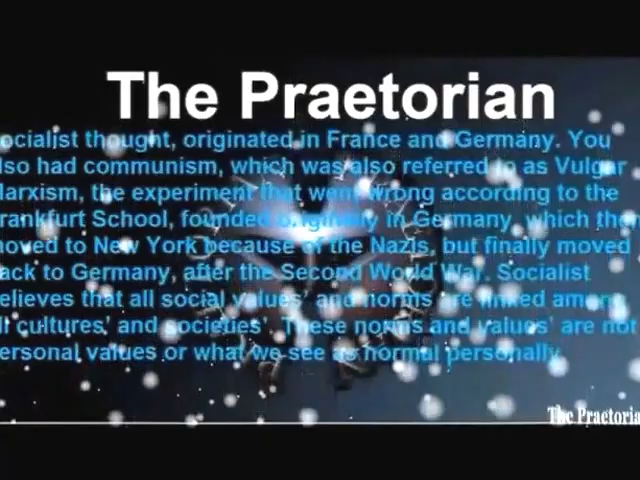 The Praetorian
ocialist thought, originated in France and Germany. You
lso had communism, which was also referred to as Vulgar
Marxism, the experiment that went wrong according to the
rankfurt School, founded originally in Germany, which then
moved to New York because of the Nazis, but finally moved
ack to Germany, after the Second World War. Socialist
elieves that all social values' and norms are linked among
ll cultures' and societies'. These norms and values' are not
ersonal values or what we see as normal personally.
The Praetoria